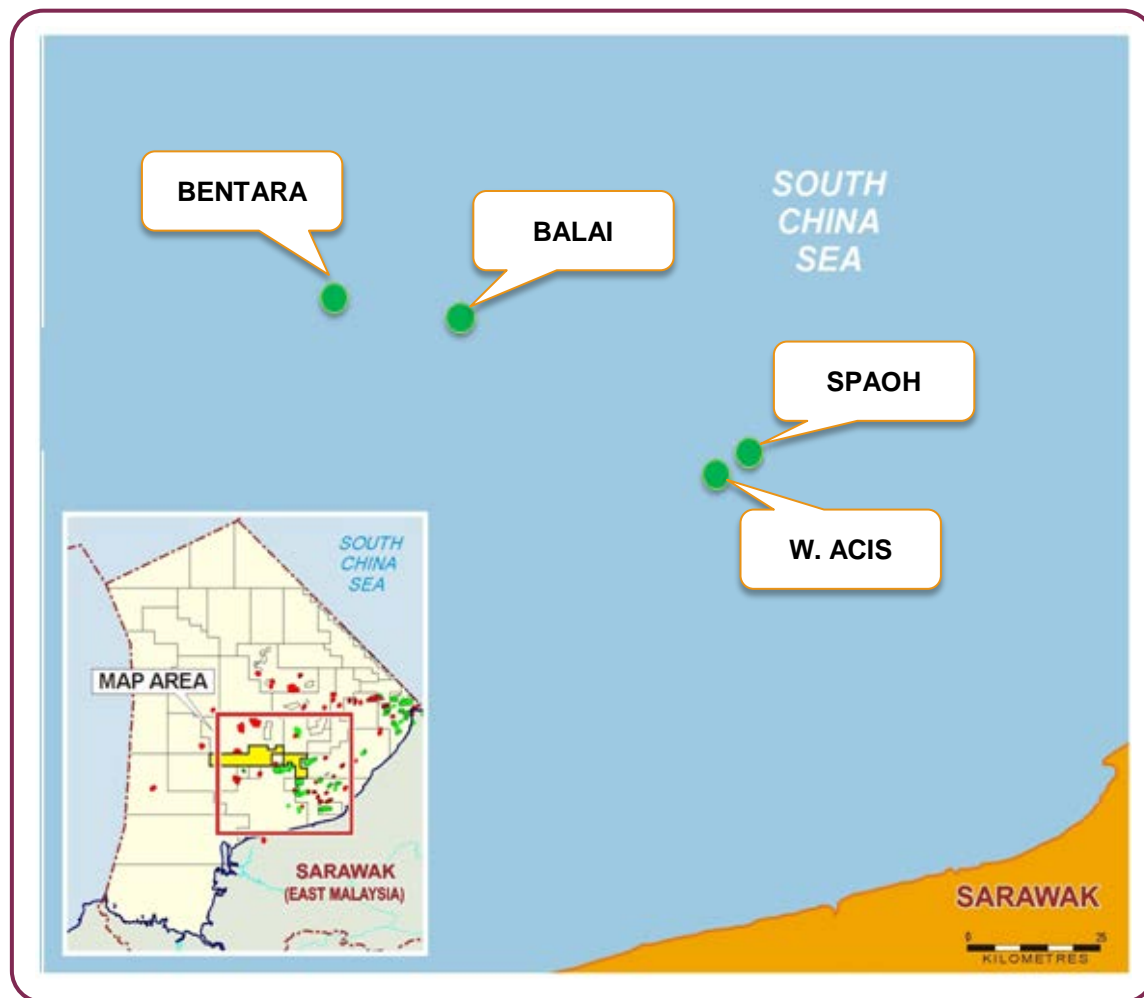 BENTARA
BALAI
SOUTH
CHINA
SEA
SPAOH
W. ACIS
SOUTH
CHINA
SEA
MAP AREA
SARAWAK
(EAST MALAYSIA)
SARAWAK
0 25
KILOMETRES